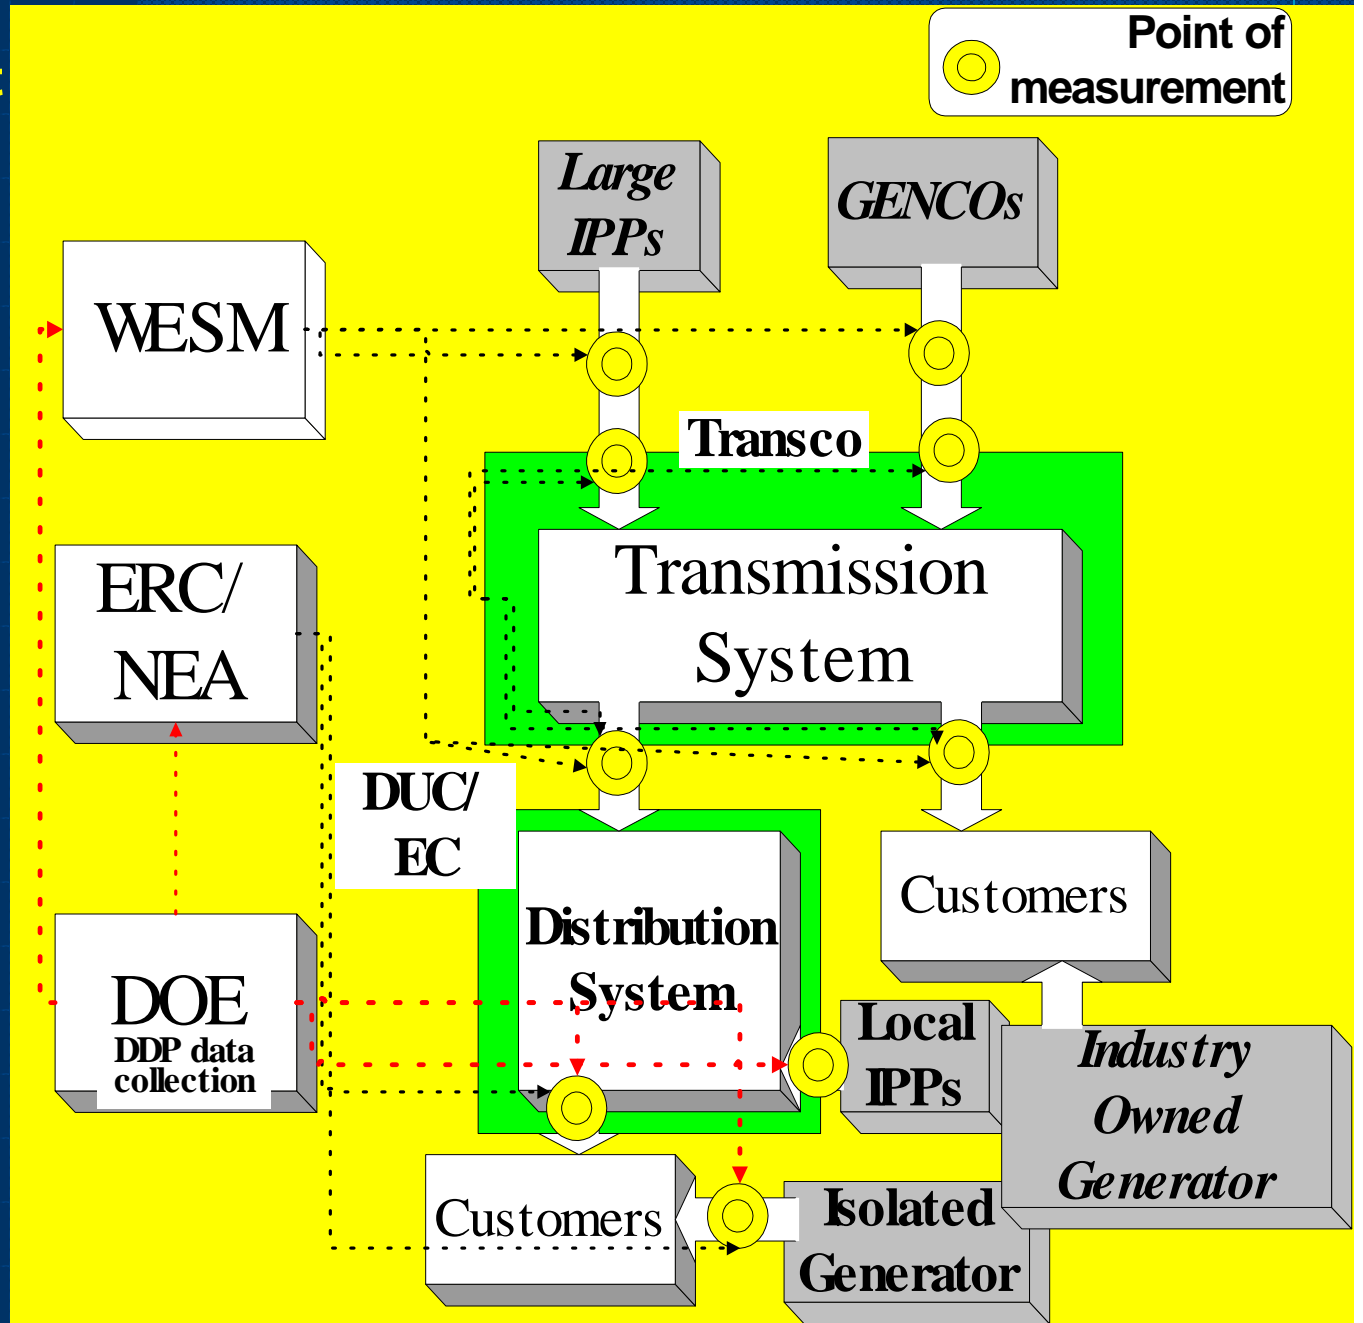 Point of
measurement
Large
IPPs
GENCOs
WESM
Transco
ERC/
NEA
Transmission
System
DUC/
EC
Customers
Distribution
System
DOE
DDP data
collection
Local
IPPs
Industry
Owned
Generator
Customers
Isolated
Generator